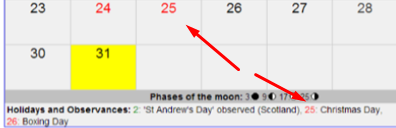 23 24 25 26 27 28
30 31
Phases of the moon: 3 9 17 25
Holidays and Observances: 2: 'St Andrew's Day' observed (Scotland), 25: Christmas Day,
26: Boxing Day